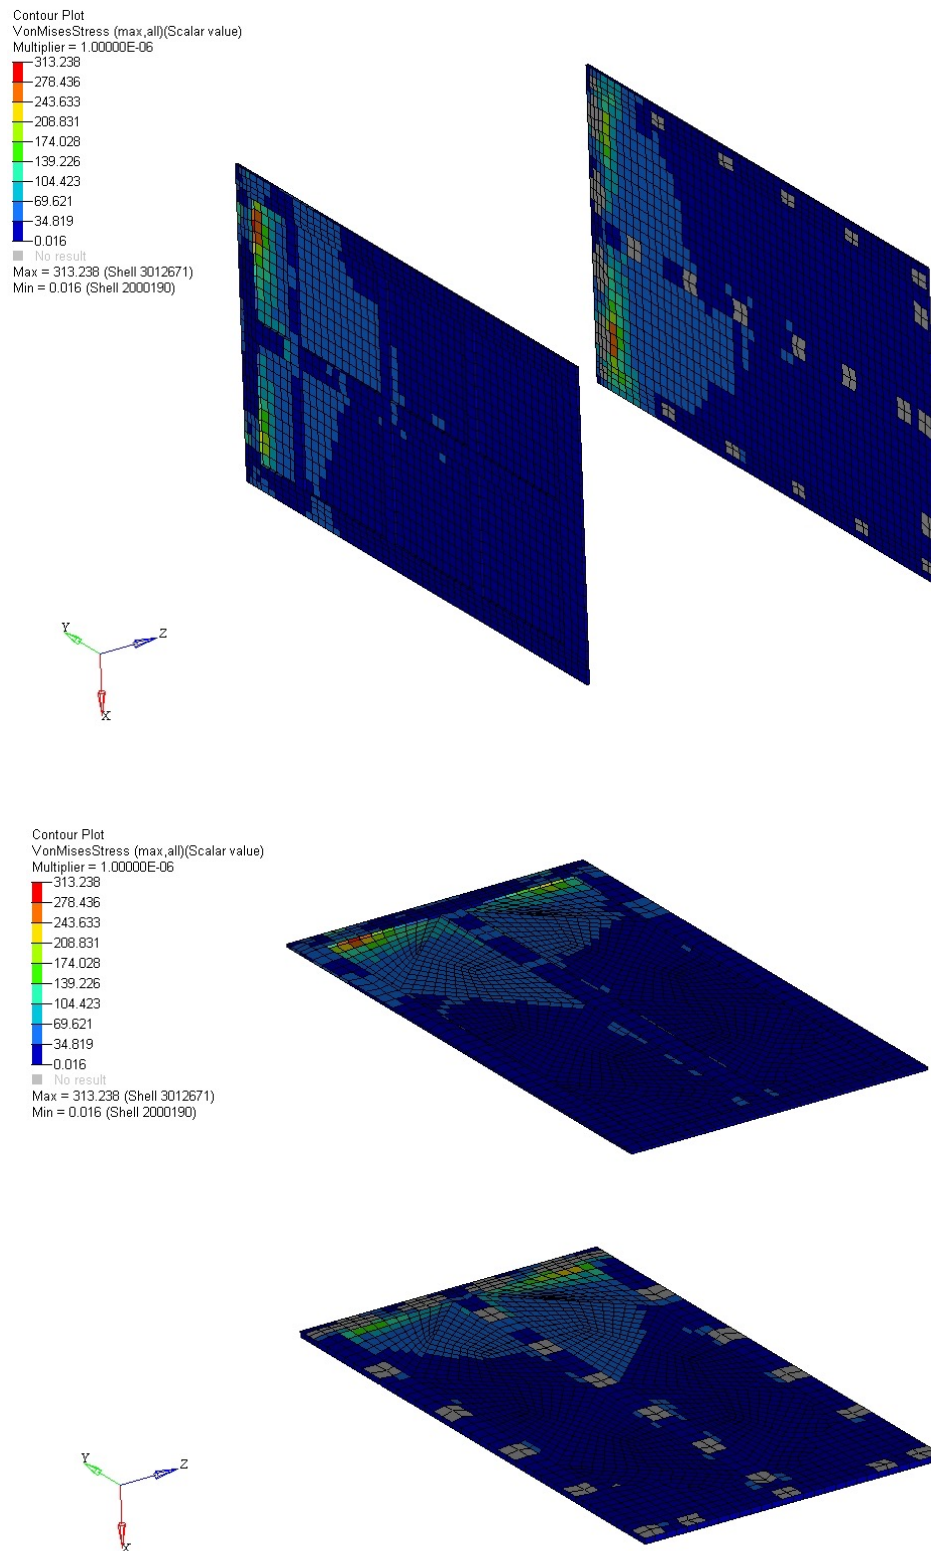 Contour Plot
VonMisesStress (max,all)(Scalar value)
Multiplier = 1.00000E-06
313.238
278.436
243.633
208.831
174.028
139.226
104.423
69.621
34.819
0.016
No result
Max = 313.238 (Shell 3012671)
Min = 0.016 (Shell 2000190)
Y
Z
X
Contour Plot
VonMisesStress (max,all)(Scalar value)
Multiplier = 1.00000E-06
313.238
278.436
243.633
208.831
174.028
139.226
104.423
69.621
34.819
0.016
No result
Max = 313.238 (Shell 3012671)
Min = 0.016 (Shell 2000190)
Y
Z
X